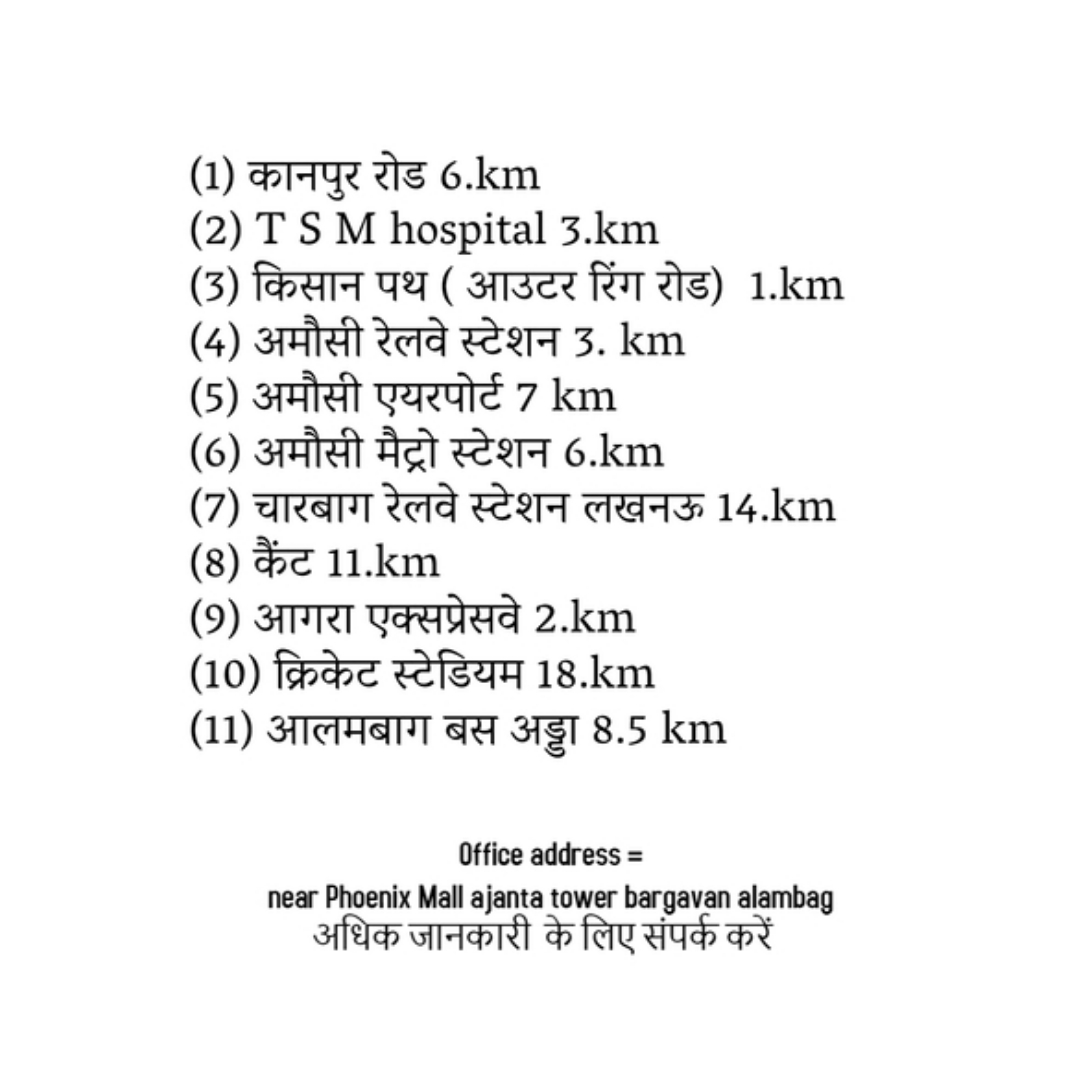 (1) कानपुर रोड 6.km
(2) T S M hospital 3.km
(3) किसान पथ ( आउटर रिंग रोड) 1.km
(4) अमौसी रेलवे स्टेशन 3. km
(5) अमौसी एयरपोर्ट 7 km
(6) अमौसी मैट्रो स्टेशन 6.km
(7) चारबाग रेलवे स्टेशन लखनऊ 14.km
(8) कैंट 11.km
(9) आगरा एक्सप्रेसवे 2.km
(10) क्रिकेट स्टेडियम 18.km
(11) आलमबाग बस अड्डा 8.5 km
Office address =
near Phoenix Mall ajanta tower bargavan alambag
अधिक जानकारी के लिए संपर्क करें